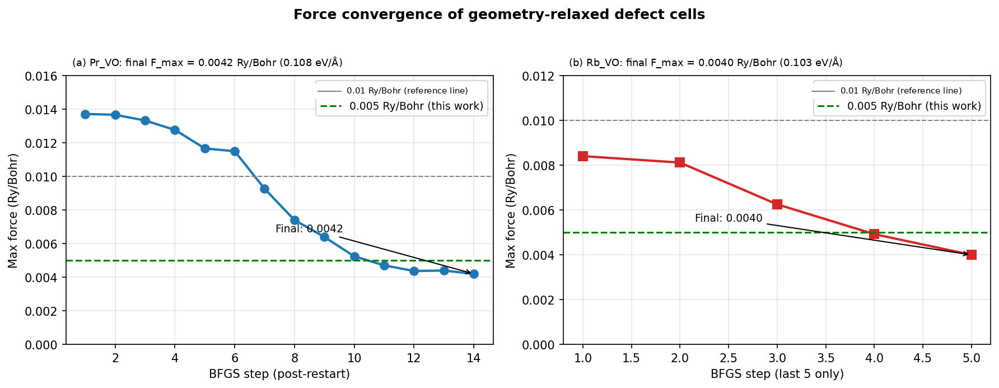 Force convergence of geometry-relaxed defect cells
(a) Pr_VO: final F_max = 0.0042 Ry/Bohr (0.108 eV/Å)
0.016
0.014
0.012
0.010
0.008
0.006
0.004
0.002
0.000
Max force (Ry/Bohr)
0.01 Ry/Bohr (reference line)
0.005 Ry/Bohr (this work)
Final: 0.0042
2 4 6 8 10 12 14
BFGS step (post-restart)
(b) Rb_VO: final F_max = 0.0040 Ry/Bohr (0.103 eV/Å)
0.012
0.010
0.008
0.006
0.004
0.002
0.000
Max force (Ry/Bohr)
0.01 Ry/Bohr (reference line)
0.005 Ry/Bohr (this work)
Final: 0.0040
1.0 1.5 2.0 2.5 3.0 3.5 4.0 4.5 5.0
BFGS step (last 5 only)